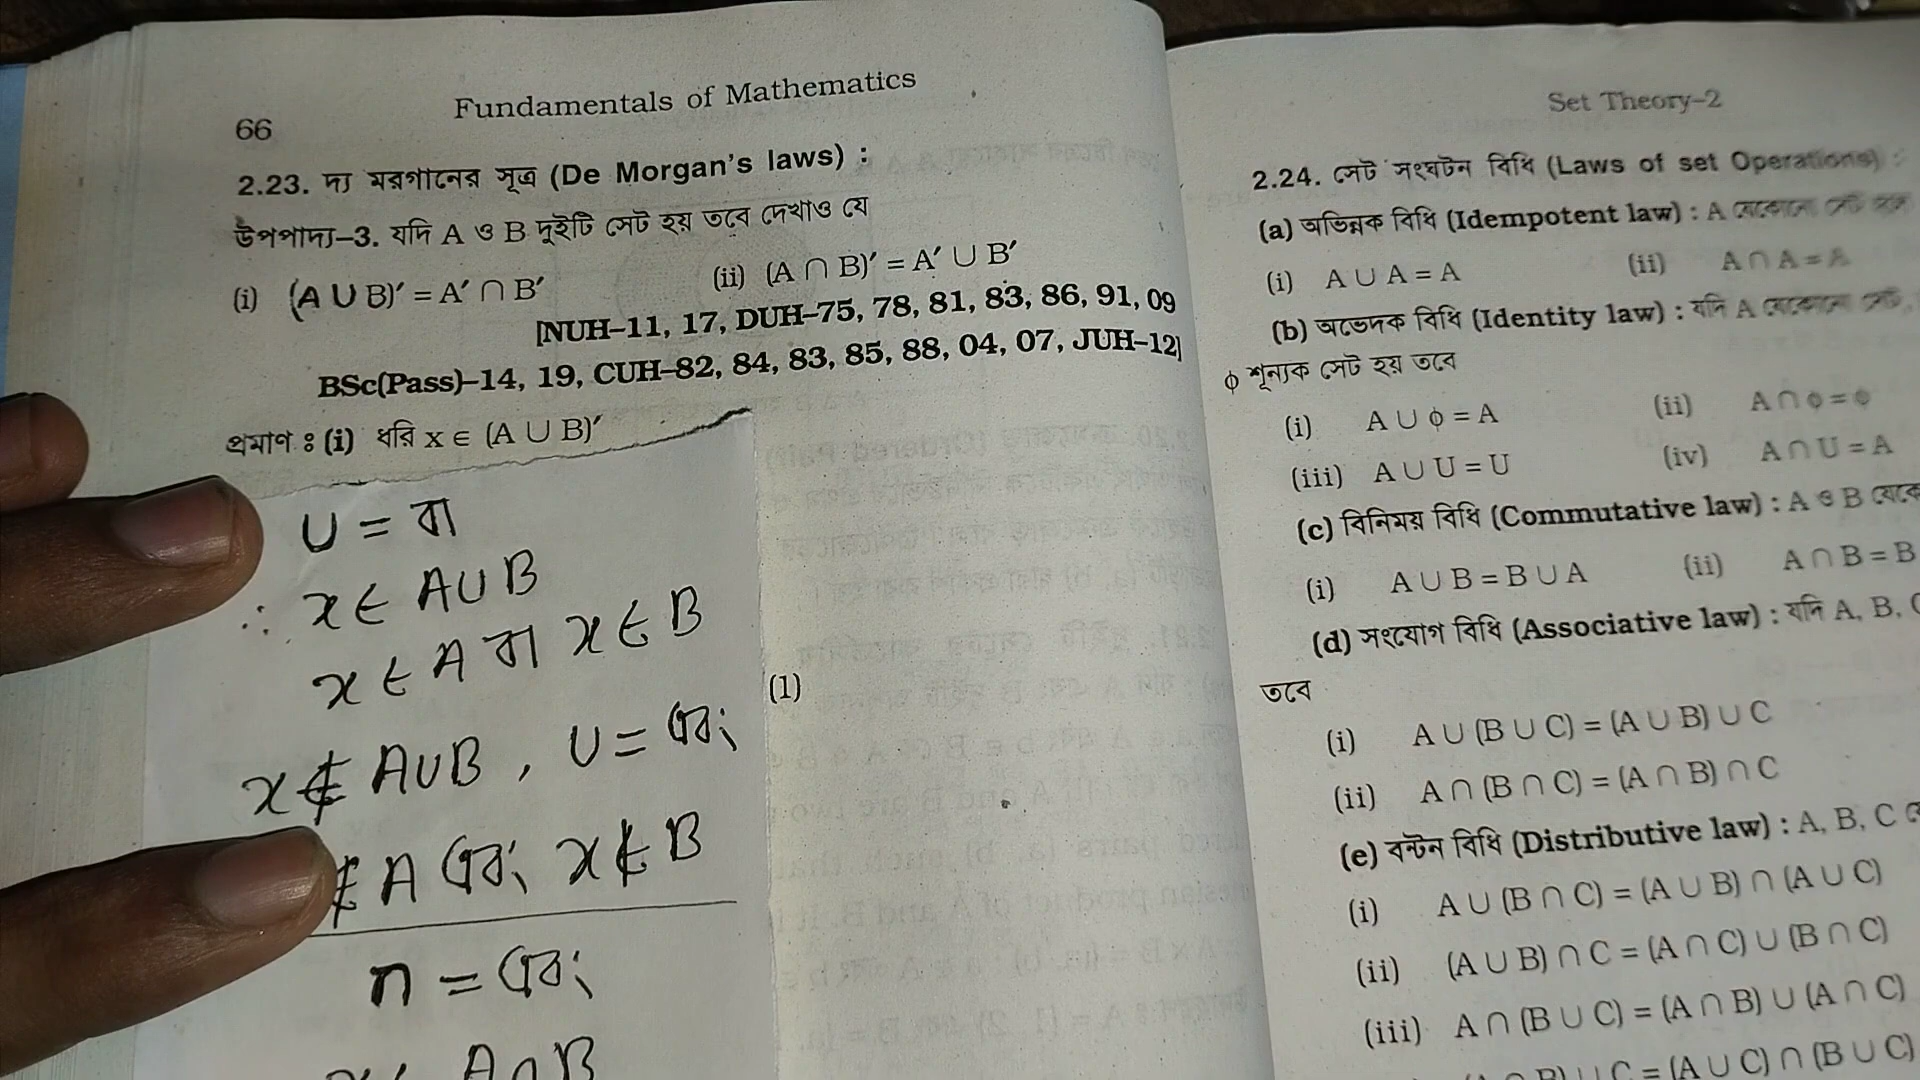 66
Fundamentals of Mathematics
2.23. দ্য মরগানের সূত্র (De Morgan's laws) :
উপপাদ্য–3. যদি A ও B দুইটি সেট হয় তবে দেখাও যে
(i) (A ∪ B)′ = A′ ∩ B′ (ii) (A ∩ B)′ = A′ ∪ B′
[NUH–11, 17, DUH–75, 78, 81, 83, 86, 91, 09
BSc(Pass)–14, 19, CUH–82, 84, 83, 85, 88, 04, 07, JUH–12]
প্রমাণ ঃ (i) ধরি x ∈ (A ∪ B)′
U = বা
∴ x ∈ A∪B
x ∈ A বা x ∈ B
(1)
x ∉ A∪B , U = এবং
∉ A এবং x ∉ B
n = এবং
A∩B
Set Theory–2
2.24. সেট সংঘটন বিধি (Laws of set Operations) :
(a) অভিন্নক বিধি (Idempotent law) : A
(i) A ∪ A = A (ii) A ∩ A = A
(b) অভেদক বিধি (Identity law) : যদি A
ϕ শূন্যক সেট হয় তবে
(i) A ∪ ϕ = A (ii) A ∩ ϕ = ϕ
(iii) A ∪ U = U (iv) A ∩ U = A
(c) বিনিময় বিধি (Commutative law) : A ও B
(i) A ∪ B = B ∪ A (ii) A ∩ B = B
(d) সংযোগ বিধি (Associative law) : যদি A, B,
তবে
(i) A ∪ (B ∪ C) = (A ∪ B) ∪ C
(ii) A ∩ (B ∩ C) = (A ∩ B) ∩ C
(e) বন্টন বিধি (Distributive law) : A, B, C
(i) A ∪ (B ∩ C) = (A ∪ B) ∩ (A ∪ C)
(ii) (A ∪ B) ∩ C = (A ∩ C) ∪ (B ∩ C)
(iii) A ∩ (B ∪ C) = (A ∩ B) ∪ (A ∩ C)
∩ B) ∪ C = (A ∪ C) ∩ (B ∪ C)